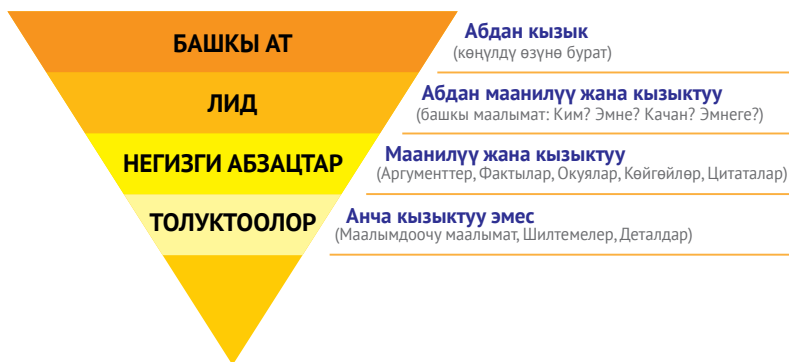 БАШКЫ АТ
Абдан кызык
(көңүлдү өзүнө бурат)
ЛИД
Абдан маанилүү жана кызыктуу
(башкы маалымат: Ким? Эмне? Качан? Эмнеге?)
НЕГИЗГИ АБЗАЦТАР
Маанилүү жана кызыктуу
(Аргументтер, Фактылар, Окуялар, Көйгөйлөр, Цитаталар)
ТОЛУКТООЛОР
Анча кызыктуу эмес
(Маалымдоочу маалымат, Шилтемелер, Деталдар)